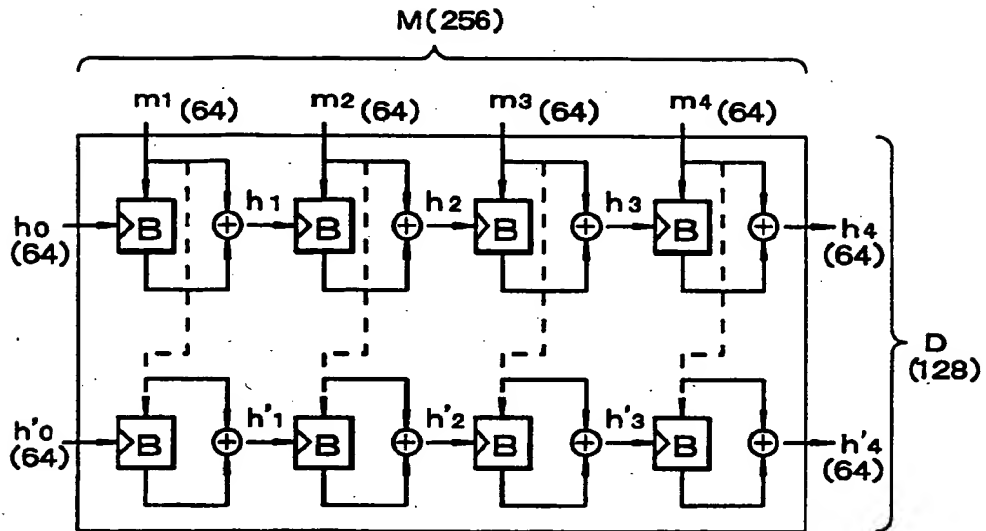 M(256)
m1 (64) m2 (64) m3 (64) m4 (64)
h0 (64) B h1 B h2 B h3 B h4 (64)
D (128)
h'0 (64) B h'1 B h'2 B h'3 B h'4 (64)